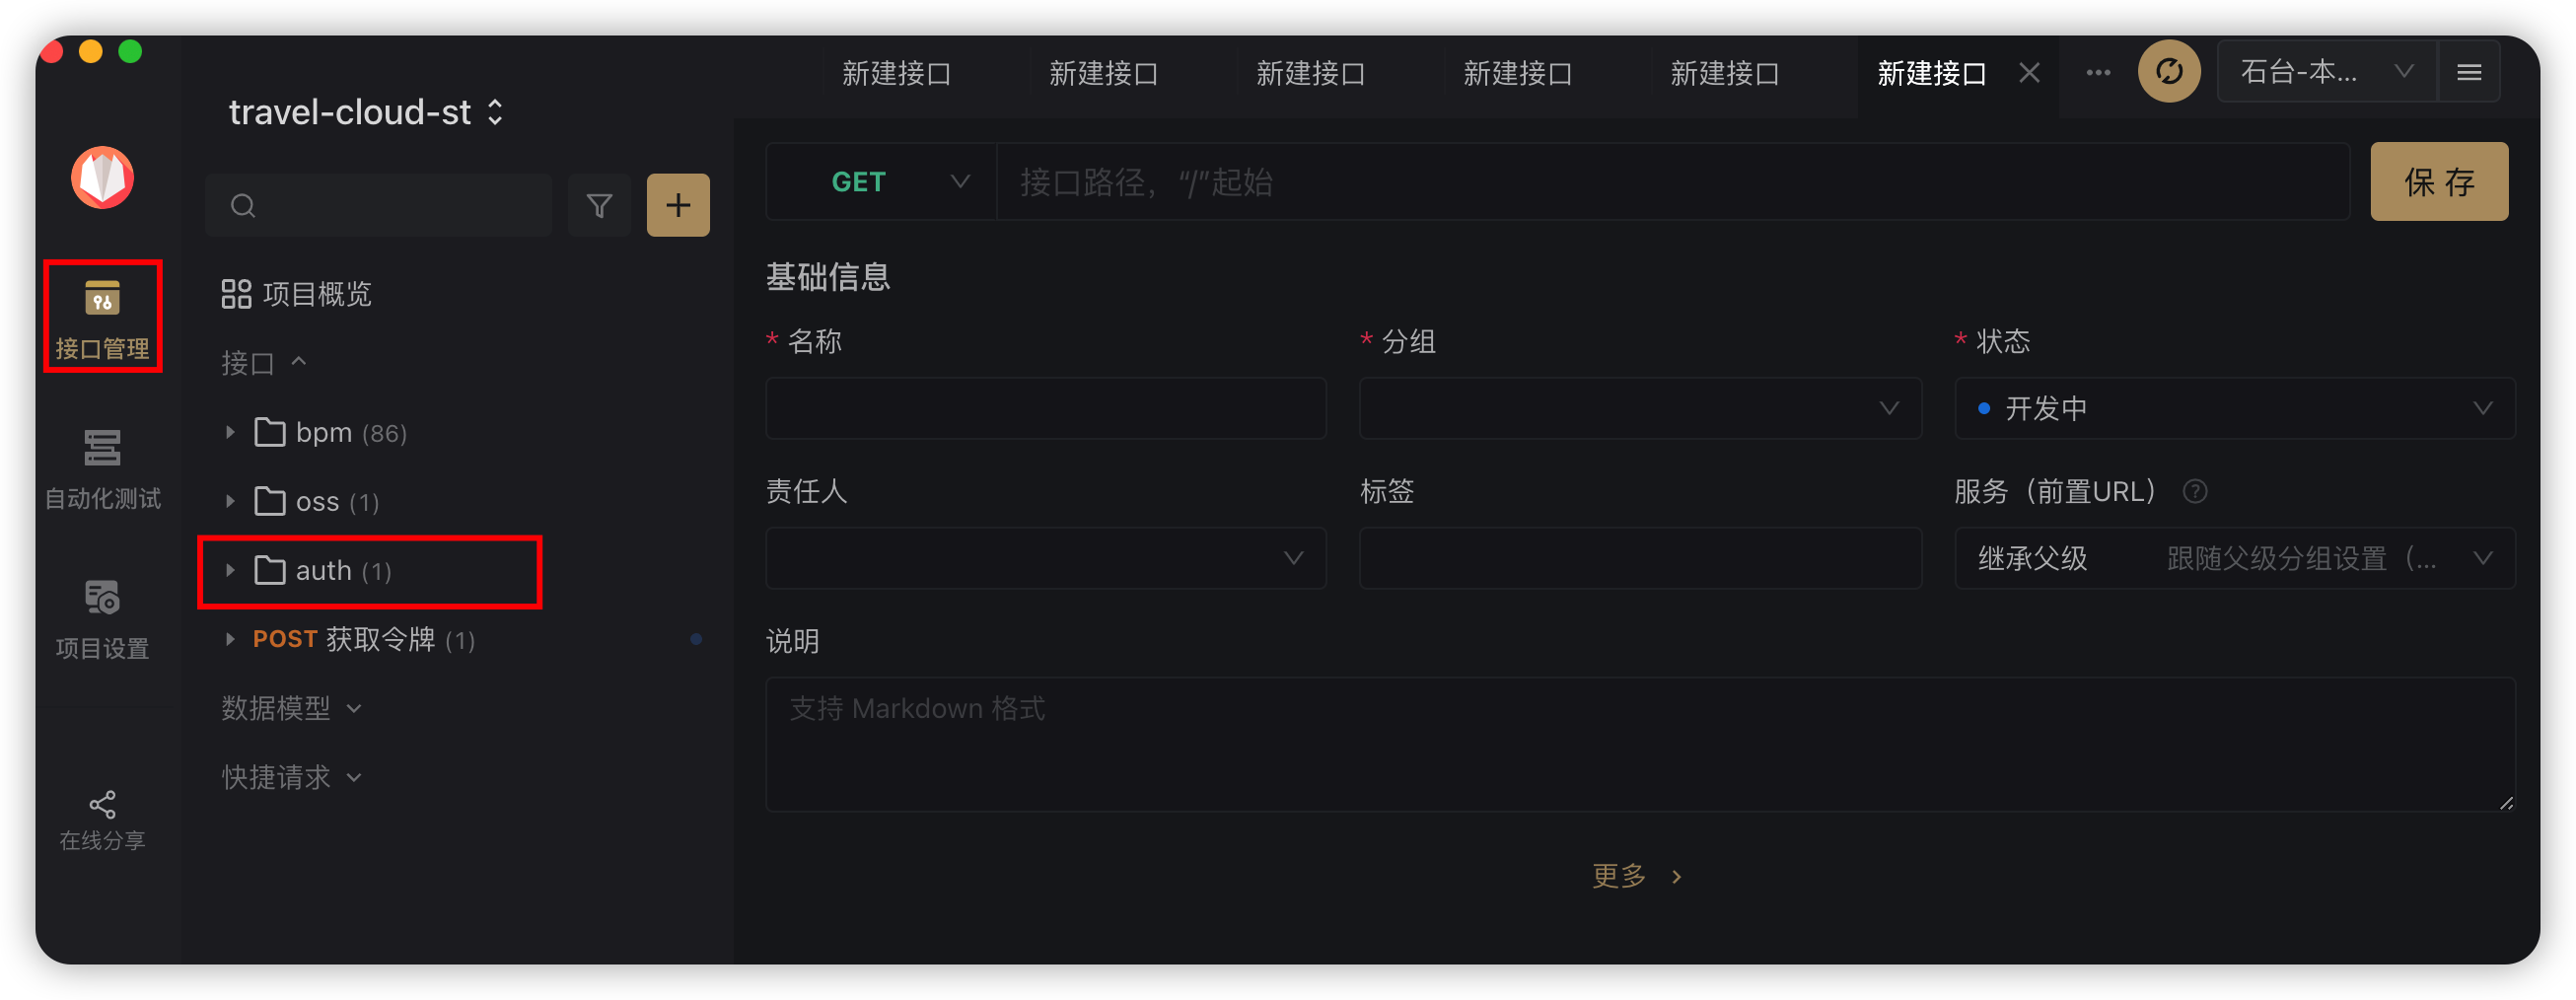 新建接口
新建接口
新建接口
新建接口
新建接口
新建接口
石台-本...
travel-cloud-st
GET
接口路径，“/”起始
保 存
接口管理
自动化测试
项目设置
在线分享
项目概览
接口
bpm (86)
oss (1)
auth (1)
POST 获取令牌 (1)
数据模型
快捷请求
基础信息
* 名称
* 分组
* 状态
开发中
责任人
标签
服务（前置URL）
继承父级 跟随父级分组设置（...
说明
支持 Markdown 格式
更多